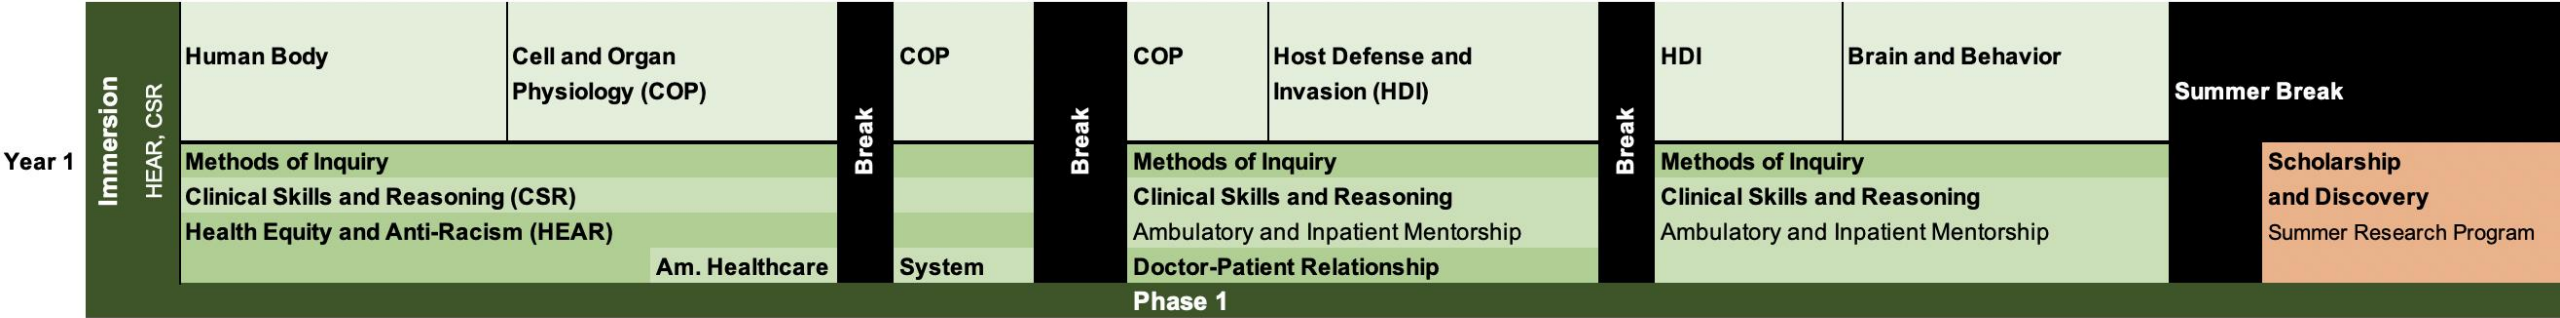 Year 1
Immersion
HEAR, CSR
Human Body
Cell and Organ
Physiology (COP)
Methods of Inquiry
Clinical Skills and Reasoning (CSR)
Health Equity and Anti-Racism (HEAR)
Am. Healthcare
Break
COP
System
Break
COP
Host Defense and
Invasion (HDI)
Methods of Inquiry
Clinical Skills and Reasoning
Ambulatory and Inpatient Mentorship
Doctor-Patient Relationship
Break
HDI
Brain and Behavior
Methods of Inquiry
Clinical Skills and Reasoning
Ambulatory and Inpatient Mentorship
Summer Break
Scholarship
and Discovery
Summer Research Program
Phase 1